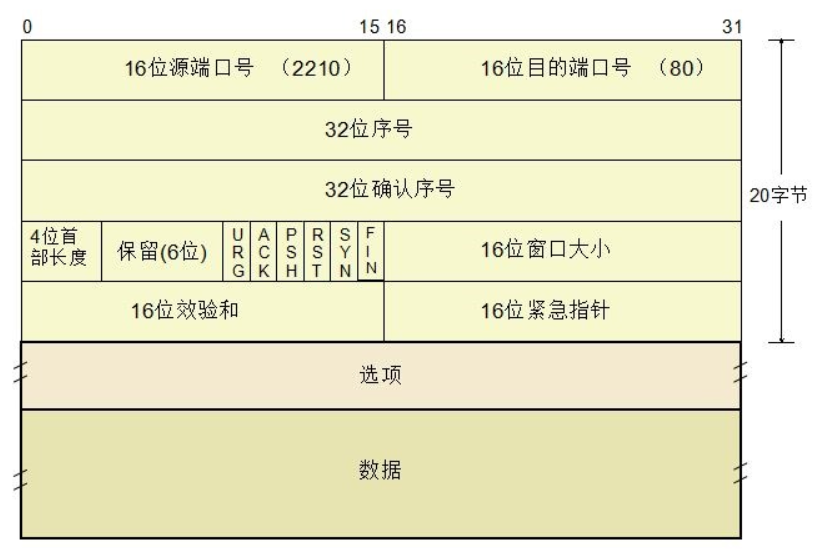 0 15 16 31
16位源端口号 （2210） 16位目的端口号 （80）
32位序号
32位确认序号
20字节
4位首
部长度
保留(6位)
URG
ACK
PSH
RST
SYN
FIN
16位窗口大小
16位效验和 16位紧急指针
选项
数据